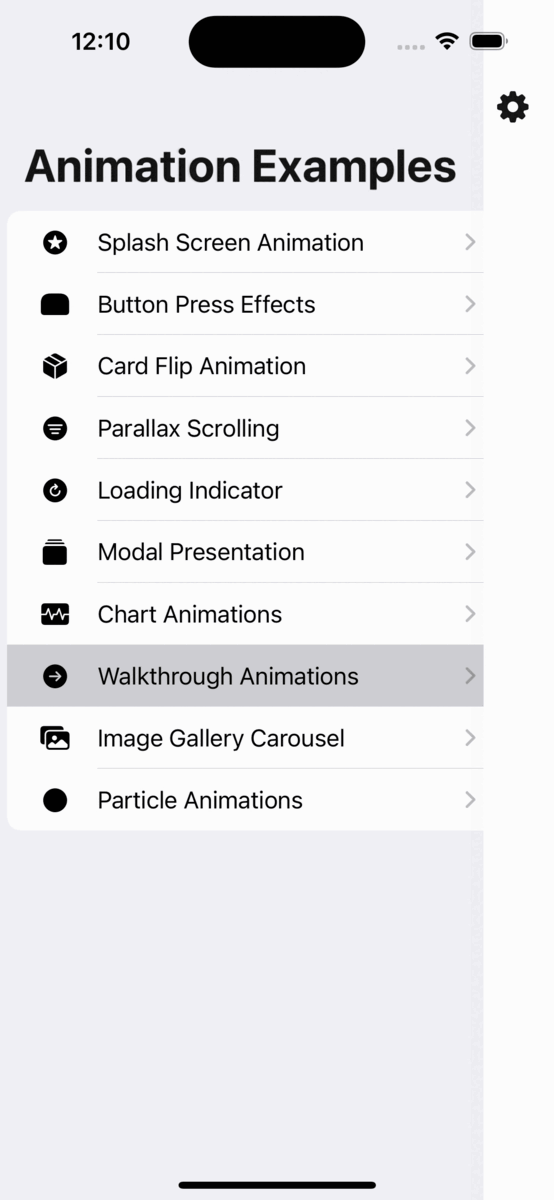 12:10
Animation Examples
Splash Screen Animation
Button Press Effects
Card Flip Animation
Parallax Scrolling
Loading Indicator
Modal Presentation
Chart Animations
Walkthrough Animations
Image Gallery Carousel
Particle Animations